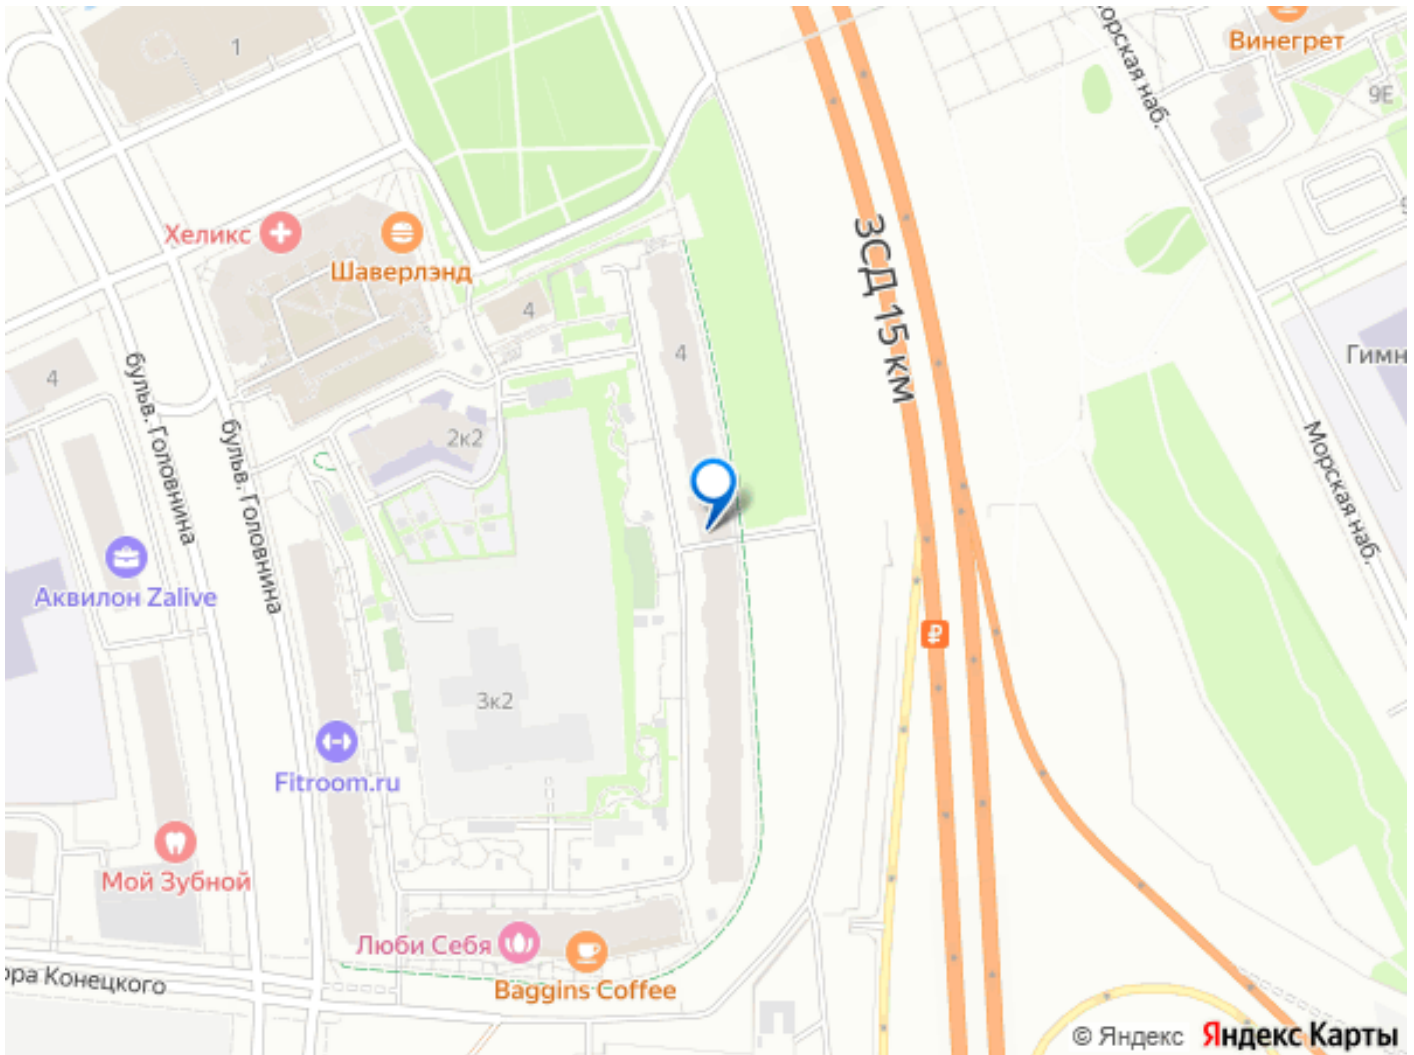 1
Винегрет
Морская наб.
9Е
Хеликс
Шаверлэнд
ЗСД 15 км
4
4
4
Гимн
бульв. Головнина
бульв. Головнина
2к2
Морская наб.
Аквилон Zalive
3к2
Fitroom.ru
Мой Зубной
Люби Себя
Baggins Coffee
ора Конецкого
© Яндекс Яндекс Карты